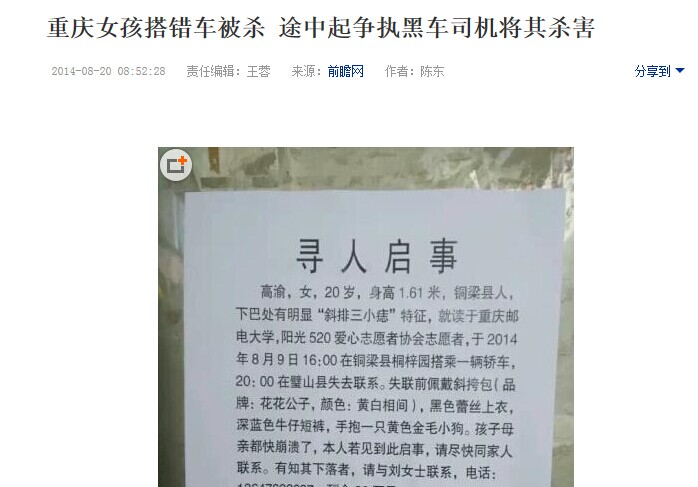 重庆女孩搭错车被杀 途中起争执黑车司机将其杀害
2014-08-20 08:52:28 责任编辑：王蓉 来源：前瞻网 作者：陈东 分享到
寻人启事
高渝，女，20岁，身高1.61米，铜梁县人，
下巴处有明显“斜排三小痣”特征，就读于重庆邮
电大学，阳光520爱心志愿者协会志愿者，于2014
年8月9日16:00在铜梁县桐梓园搭乘一辆轿车，
20：00在璧山县失去联系。失联前佩戴斜挎包（品
牌：花花公子，颜色：黄白相间），黑色蕾丝上衣，
深蓝色牛仔短裤，手抱一只黄色金毛小狗。孩子母
亲都快崩溃了，本人若见到此启事，请尽快同家人
联系。有知其下落者，请与刘女士联系，电话：